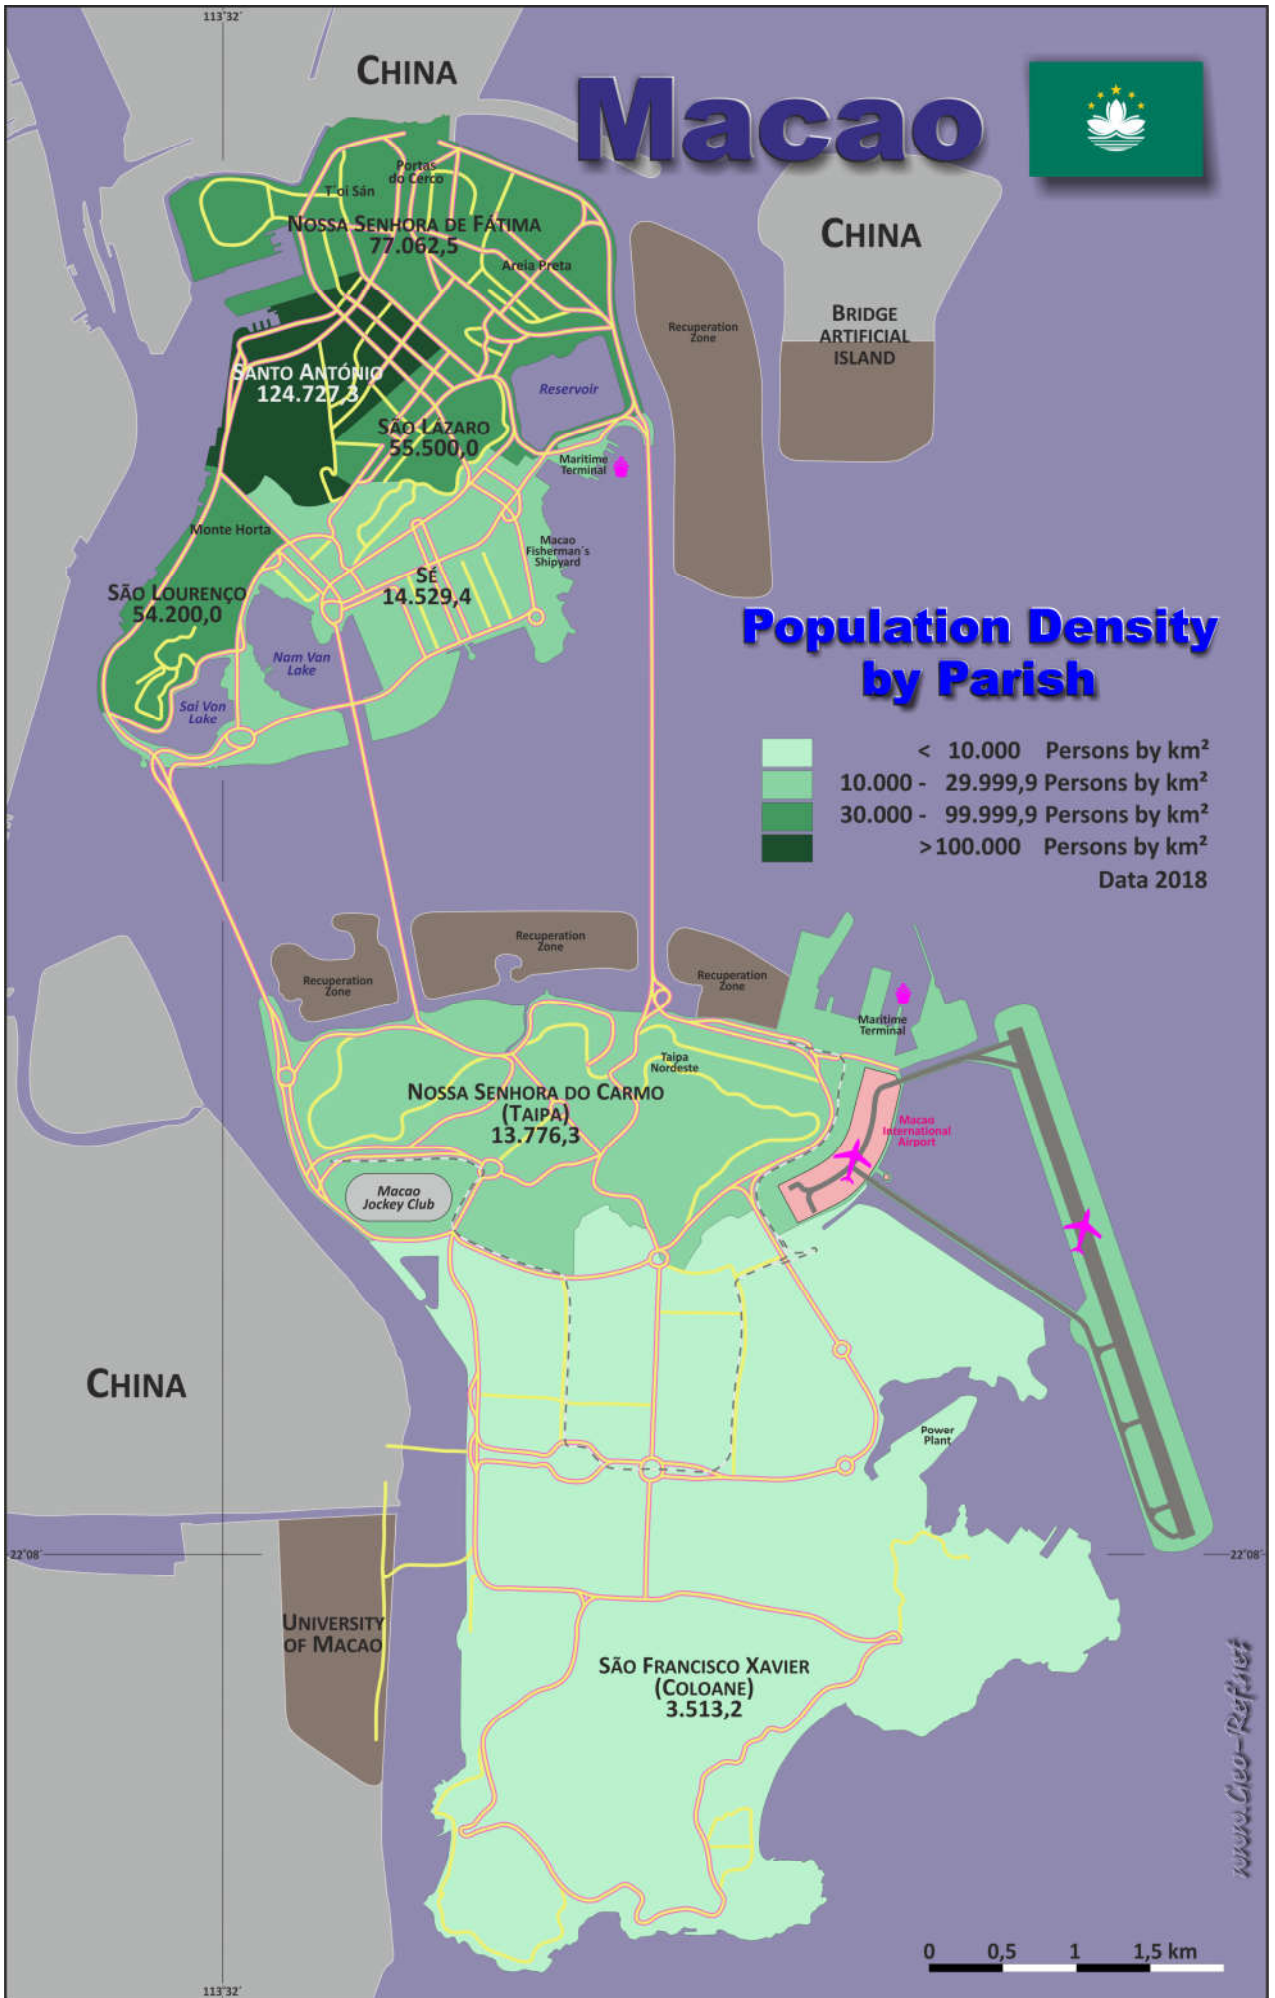 113°32´
CHINA
Macao
Portas
do Cerco
T´oi Sán
NOSSA SENHORA DE FÁTIMA
77.062,5
CHINA
Areia Preta
BRIDGE
ARTIFICIAL
ISLAND
Recuperation
Zone
SANTO ANTÓNIO
124.727,3
Reservoir
SÃO LÁZARO
55.500,0
Maritime
Terminal
Monte Horta
Macao
Fisherman´s
Shipyard
SÉ
14.529,4
SÃO LOURENÇO
54.200,0
Population Density
by Parish
Nam Van
Lake
Sai Van
Lake
< 10.000 Persons by km²
10.000 - 29.999,9 Persons by km²
30.000 - 99.999,9 Persons by km²
>100.000 Persons by km²
Data 2018
Recuperation
Zone
Recuperation
Zone
Recuperation
Zone
Maritime
Terminal
Taipa
Nordeste
NOSSA SENHORA DO CARMO
(TAIPA)
13.776,3
Macao
International
Airport
Macao
Jockey Club
CHINA
Power
Plant
22°08´
22°08´
UNIVERSITY
OF MACAO
SÃO FRANCISCO XAVIER
(COLOANE)
3.513,2
www.Geo-Ref.net
0 0,5 1 1,5 km
113°32´